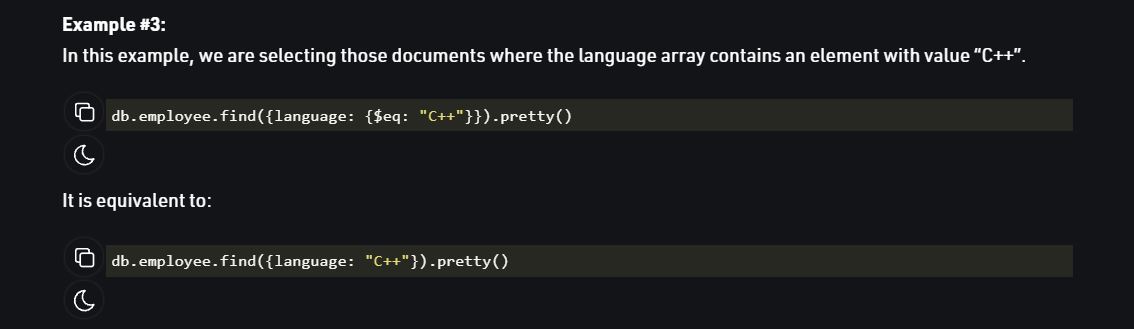 Example #3:
In this example, we are selecting those documents where the language array contains an element with value “C++”.
db.employee.find({language: {$eq: "C++"}}).pretty()
It is equivalent to:
db.employee.find({language: "C++"}).pretty()